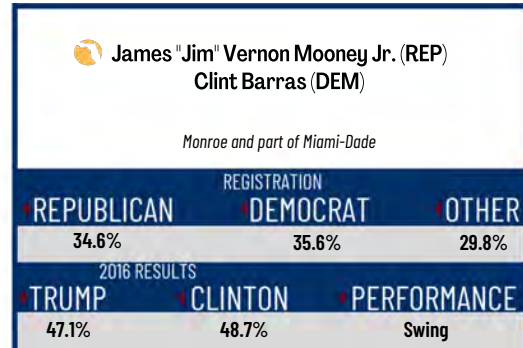 James "Jim" Vernon Mooney Jr. (REP)
Clint Barras (DEM)
Monroe and part of Miami-Dade
REGISTRATION
REPUBLICAN DEMOCRAT OTHER
34.6% 35.6% 29.8%
2016 RESULTS
TRUMP CLINTON PERFORMANCE
47.1% 48.7% Swing